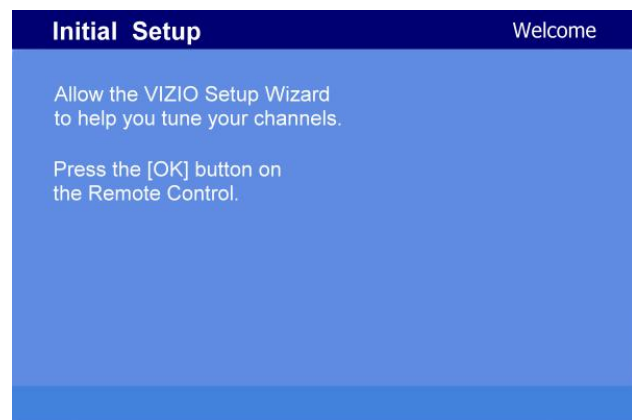 Initial Setup
Welcome
Allow the VIZIO Setup Wizard
to help you tune your channels.
Press the [OK] button on
the Remote Control.